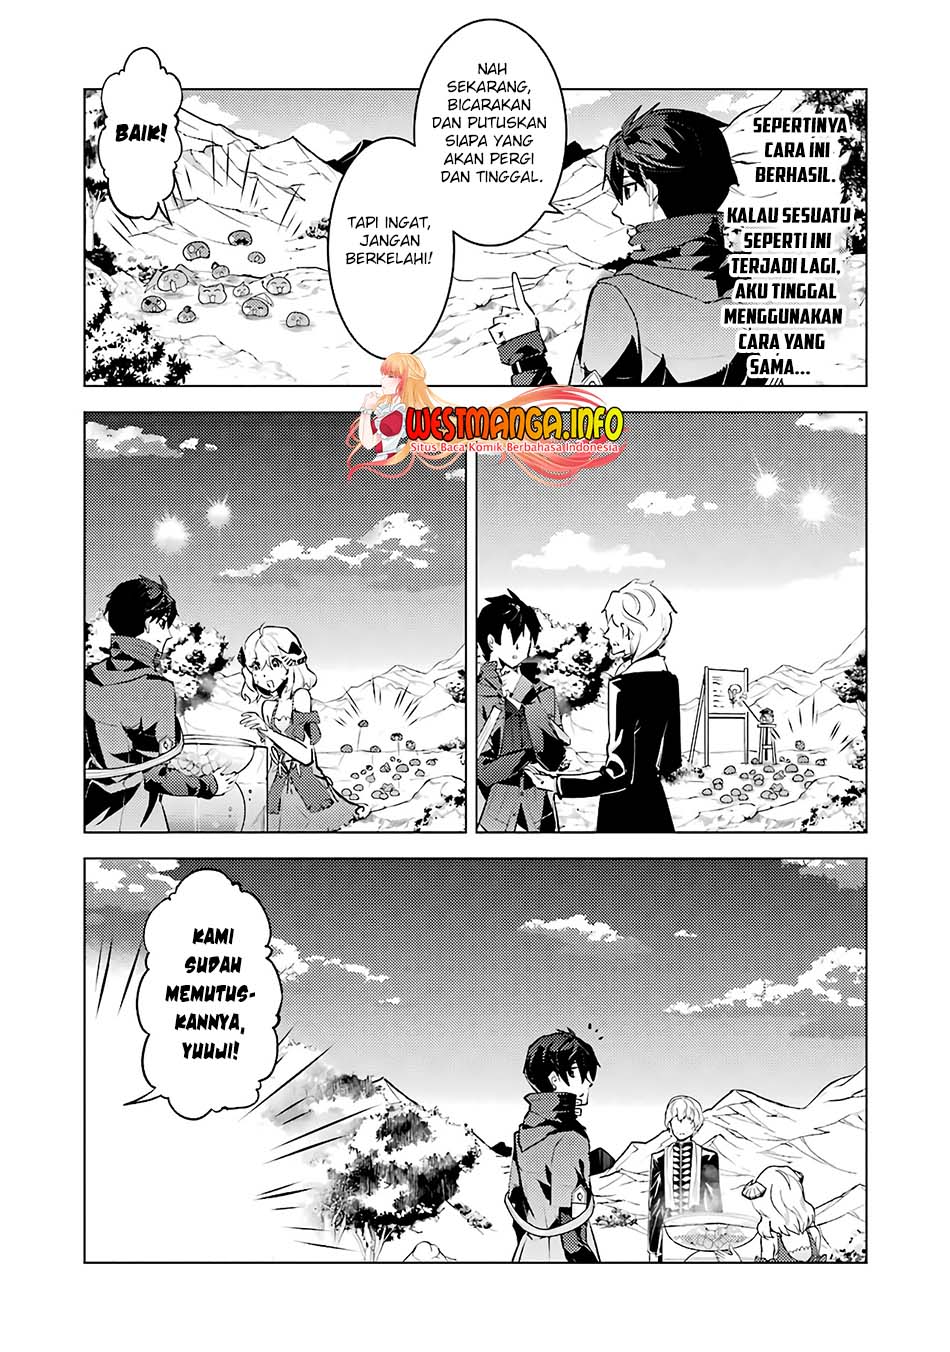 BAIK!
NAH
SEKARANG,
BICARAKAN
DAN PUTUSKAN
SIAPA YANG
AKAN PERGI
DAN TINGGAL.
TAPI INGAT,
JANGAN
BERKELAHI!
SEPERTINYA
CARA INI
BERHASIL.
KALAU SESUATU
SEPERTI INI
TERJADI LAGI,
AKU TINGGAL
MENGGUNAKAN
CARA YANG
SAMA...
WESTMANGA.INFO
Situs Baca Komik Berbahasa Indonesia
KAMI
SUDAH
MEMUTUS-
KANNYA,
YUUJI!